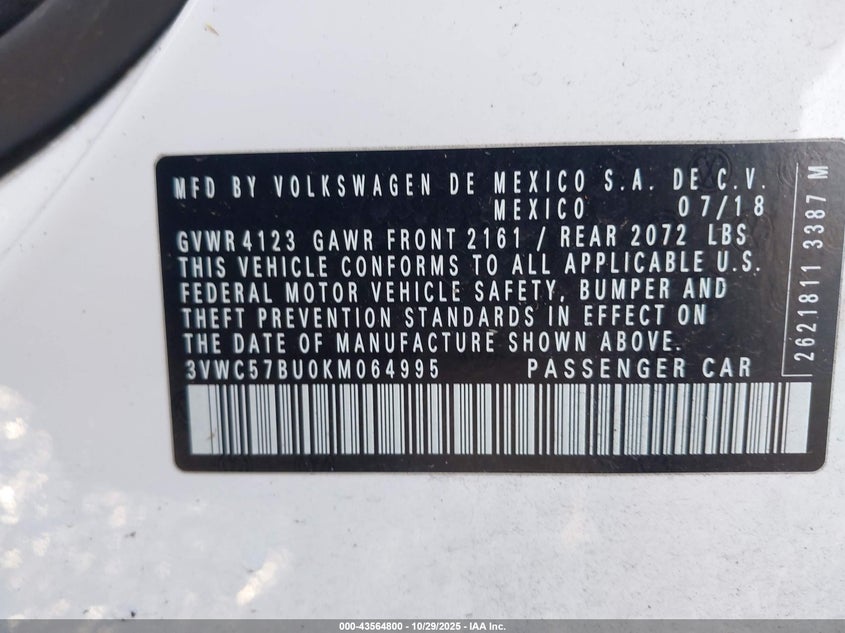 MFD BY VOLKSWAGEN DE MEXICO S.A. DE C.V.
MEXICO 07/18
GVWR 4123 GAWR FRONT 2161 / REAR 2072 LBS
THIS VEHICLE CONFORMS TO ALL APPLICABLE U.S.
FEDERAL MOTOR VEHICLE SAFETY, BUMPER AND
THEFT PREVENTION STANDARDS IN EFFECT ON
THE DATE OF MANUFACTURE SHOWN ABOVE.
3VWC57BU0KM064995 PASSENGER CAR
2621811 3387 M
000-43564800 - 10/29/2025 - IAA Inc.